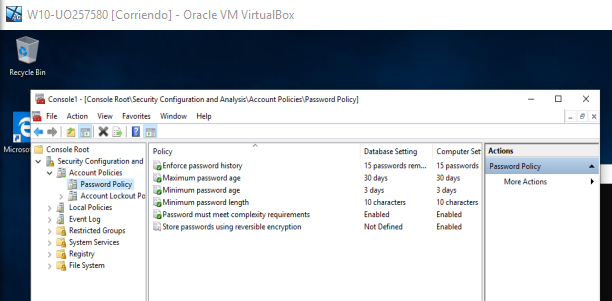 W10-UO257580 [Corriendo] - Oracle VM VirtualBox
Recycle Bin
Console1 - [Console Root\Security Configuration and Analysis\Account Policies\Password Policy]
File Action View Favorites Window Help
Microsof
Console Root
Security Configuration and
Account Policies
Password Policy
Account Lockout Po
Local Policies
Event Log
Restricted Groups
System Services
Registry
File System
Policy Database Setting Computer Set
Enforce password history 15 passwords rem... 15 passwords
Maximum password age 30 days 30 days
Minimum password age 3 days 3 days
Minimum password length 10 characters 10 characters
Password must meet complexity requirements Enabled Enabled
Store passwords using reversible encryption Not Defined Enabled
Actions
Password Policy
More Actions